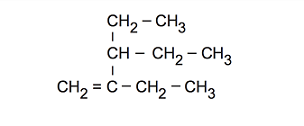 CH₂ – CH₃
CH – CH₂ – CH₃
CH₂ = C – CH₂ – CH₃